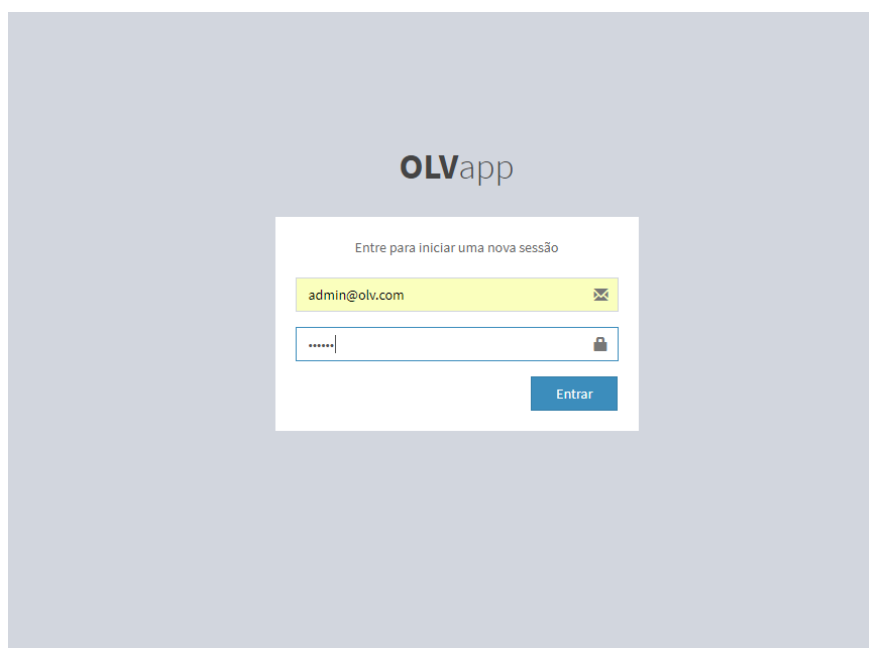 OLVapp
Entre para iniciar uma nova sessão
admin@olv.com
••••••
Entrar